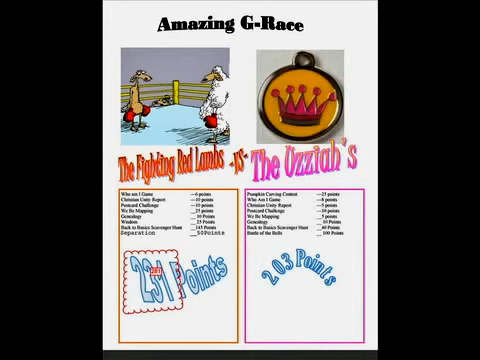 Amazing G-Race
The Fighting Red Lambs -vs- The Uzziah's
Who am I Game —6 points
Christian Unity Report —10 points
Postcard Challenge —10 points
We Be Mapping —25 points
Genealogy 10 Points
Wisdom 25 Points
Back to Basics Scavenger Hunt 145 Points
Separation __50Points
231 Points
Pumpkin Carving Contest —25 points
Who Am I Game —8 points
Christian Unity Report —5 points
Postcard Challenge —10 points
We Be Mapping —5 points
Genealogy 10 Points
Back to Basics Scavenger Hunt 40 Points
Battle of the Bells 100 Points
203 Points